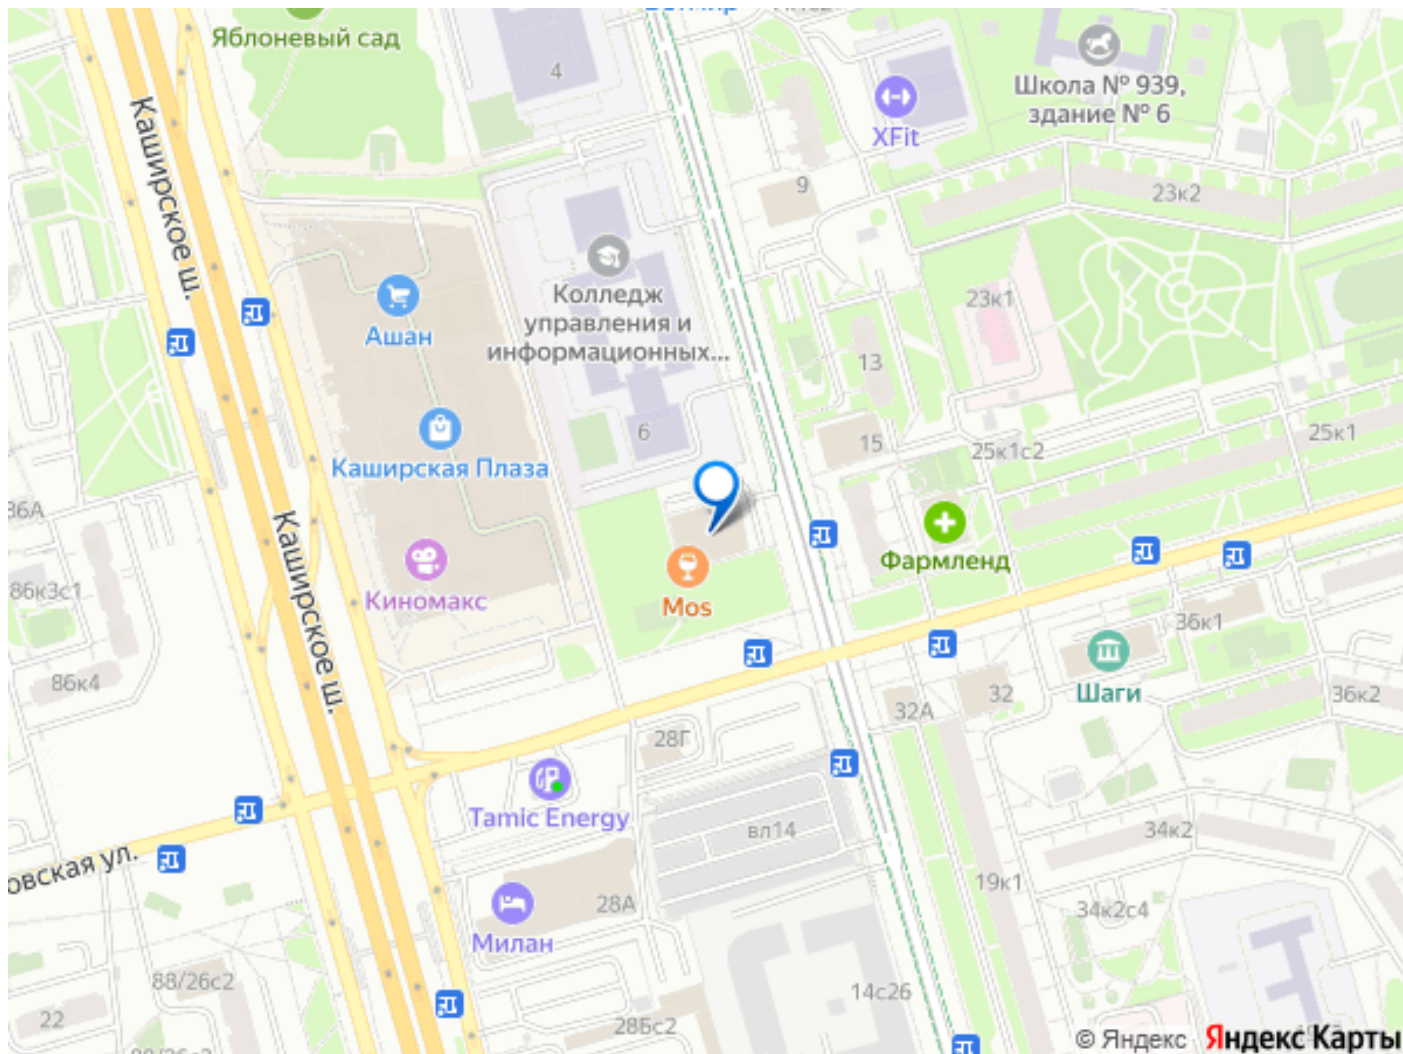 Яблоневый сад
4
Школа № 939,
здание № 6
XFit
Каширское ш.
9
23к2
Колледж
управления и
информационных...
Ашан
23к1
13
6
15
25к1с2
25к1
Каширская Плаза
86А
Фармленд
86к3с1
Киномакс
Mos
Каширское ш.
36к1
86к4
Шаги
32
32А
36к2
28Г
Tamic Energy
вл14
34к2
овская ул.
19к1
28А
34к2с4
Милан
88/26с2
14с26
22
28Бс2
© Яндекс Яндекс Карты